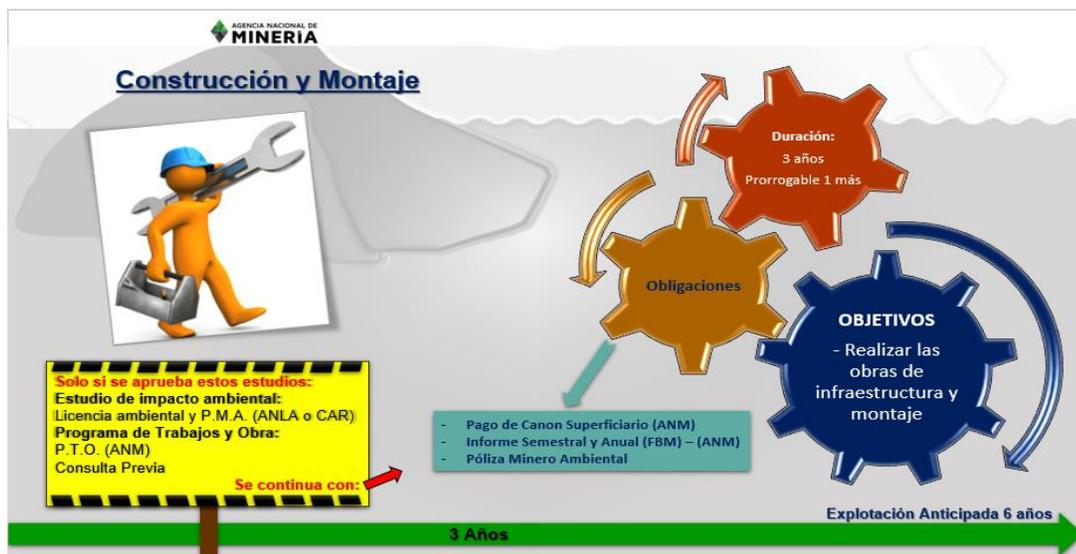 AGENCIA NACIONAL DE
MINERÍA
Construcción y Montaje
Duración:
3 años
Prorrogable 1 más
Obligaciones
OBJETIVOS
- Realizar las
obras de
infraestructura y
montaje
Solo si se aprueba estos estudios:
Estudio de impacto ambiental:
Licencia ambiental y P.M.A. (ANLA o CAR)
Programa de Trabajos y Obra:
P.T.O. (ANM)
Consulta Previa
Se continua con:
- Pago de Canon Superficiario (ANM)
- Informe Semestral y Anual (FBM) – (ANM)
- Póliza Minero Ambiental
Explotación Anticipada 6 años
3 Años